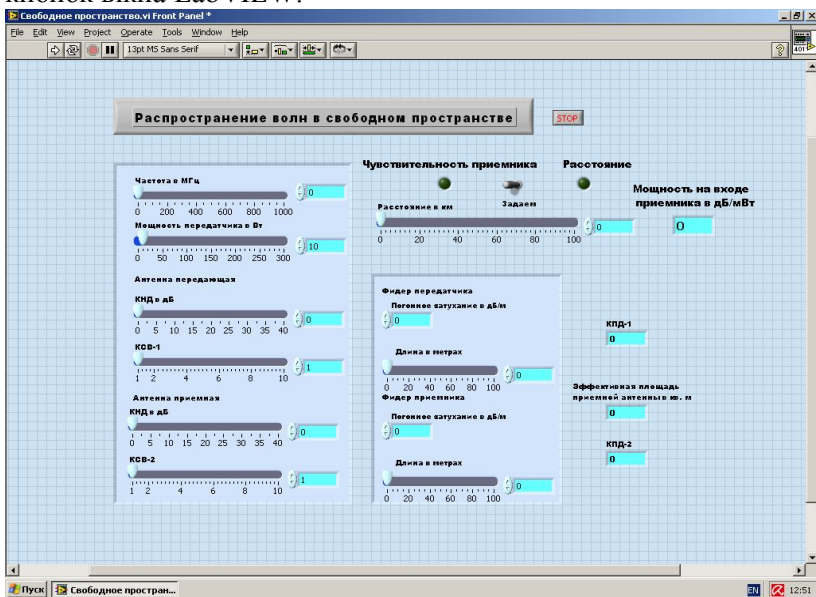 кнопок вікна LabVIEW?
Свободное пространство.vi Front Panel *
File Edit View Project Operate Tools Window Help
13pt MS Sans Serif
401
Распространение волн в свободном пространстве
STOP
Чувствительность приемника Расстояние
Задаем
Мощность на входе
приемника в дБ/мВт
0
Расстояние в км
0 20 40 60 80 100
0
Частота в МГц
0
0 200 400 600 800 1000
Мощность передатчика в Вт
10
0 50 100 150 200 250 300
Антенна передающая
КНД в дБ
0
0 5 10 15 20 25 30 35 40
КСВ-1
1
1 2 4 6 8 10
Антенна приемная
КНД в дБ
0
0 5 10 15 20 25 30 35 40
КСВ-2
1
1 2 4 6 8 10
Фидер передатчика
Погонное затухание в дБ/м
0
Длина в метрах
0
0 20 40 60 80 100
Фидер приемника
Погонное затухание в дБ/м
0
Длина в метрах
0
0 20 40 60 80 100
КПД-1
0
Эффективная площадь
приемной антенны в кв. м
0
КПД-2
0
Пуск Свободное простран... EN 12:51